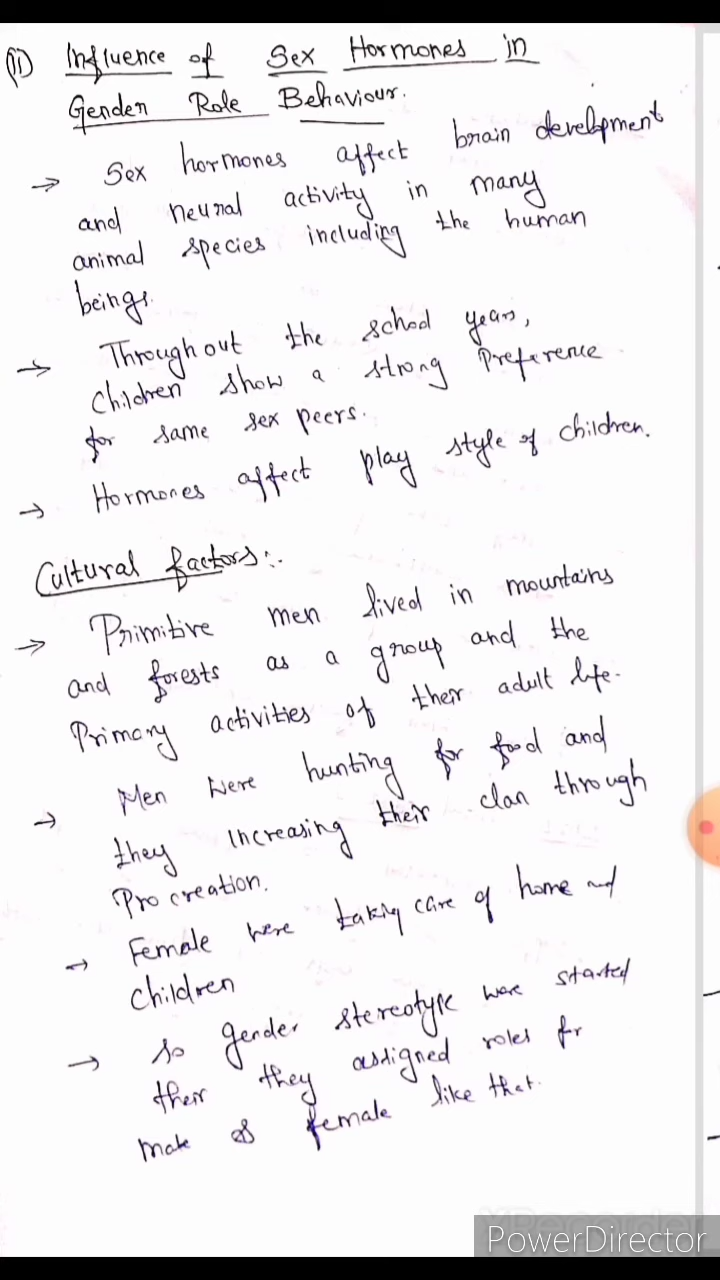 (ii) Influence of Sex Hormones in
Gender Role Behaviour.
→ Sex hormones affect brain development
and neural activity in many
animal species including the human
beings.
→ Throughout the school years,
children show a strong preference
for same sex peers.
→ Hormones affect play style of children.
Cultural factors:-
→ Primitive men lived in mountains
and forests as a group and the
Primary activities of their adult life.
→ Men were hunting for food and
they increasing their clan through
Procreation.
→ Female were taking care of home and
children
→ so gender stereotype were started
their they assigned roles for
male & female like that.
PowerDirector